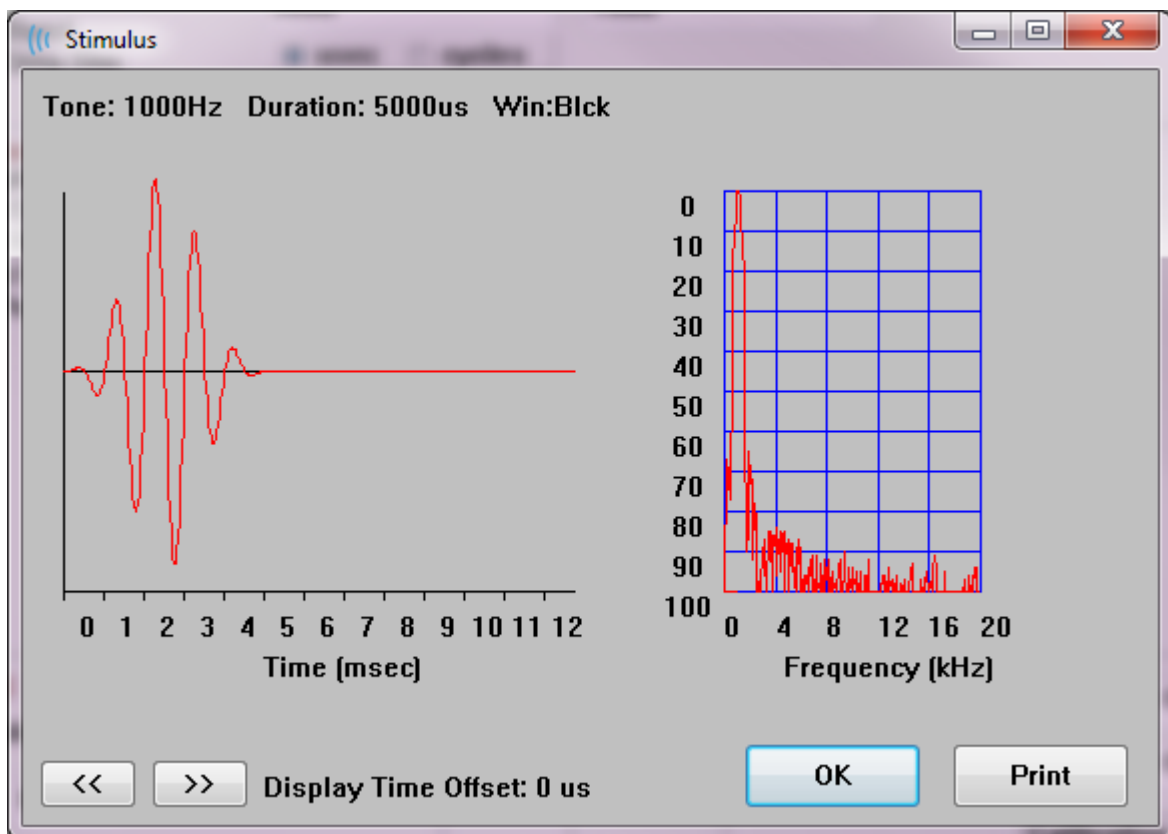 Stimulus
Tone: 1000Hz Duration: 5000us Win:Blck
0
10
20
30
40
50
60
70
80
90
100
0 1 2 3 4 5 6 7 8 9 10 11 12
Time (msec)
0 4 8 12 16 20
Frequency (kHz)
<< >> Display Time Offset: 0 us
OK Print